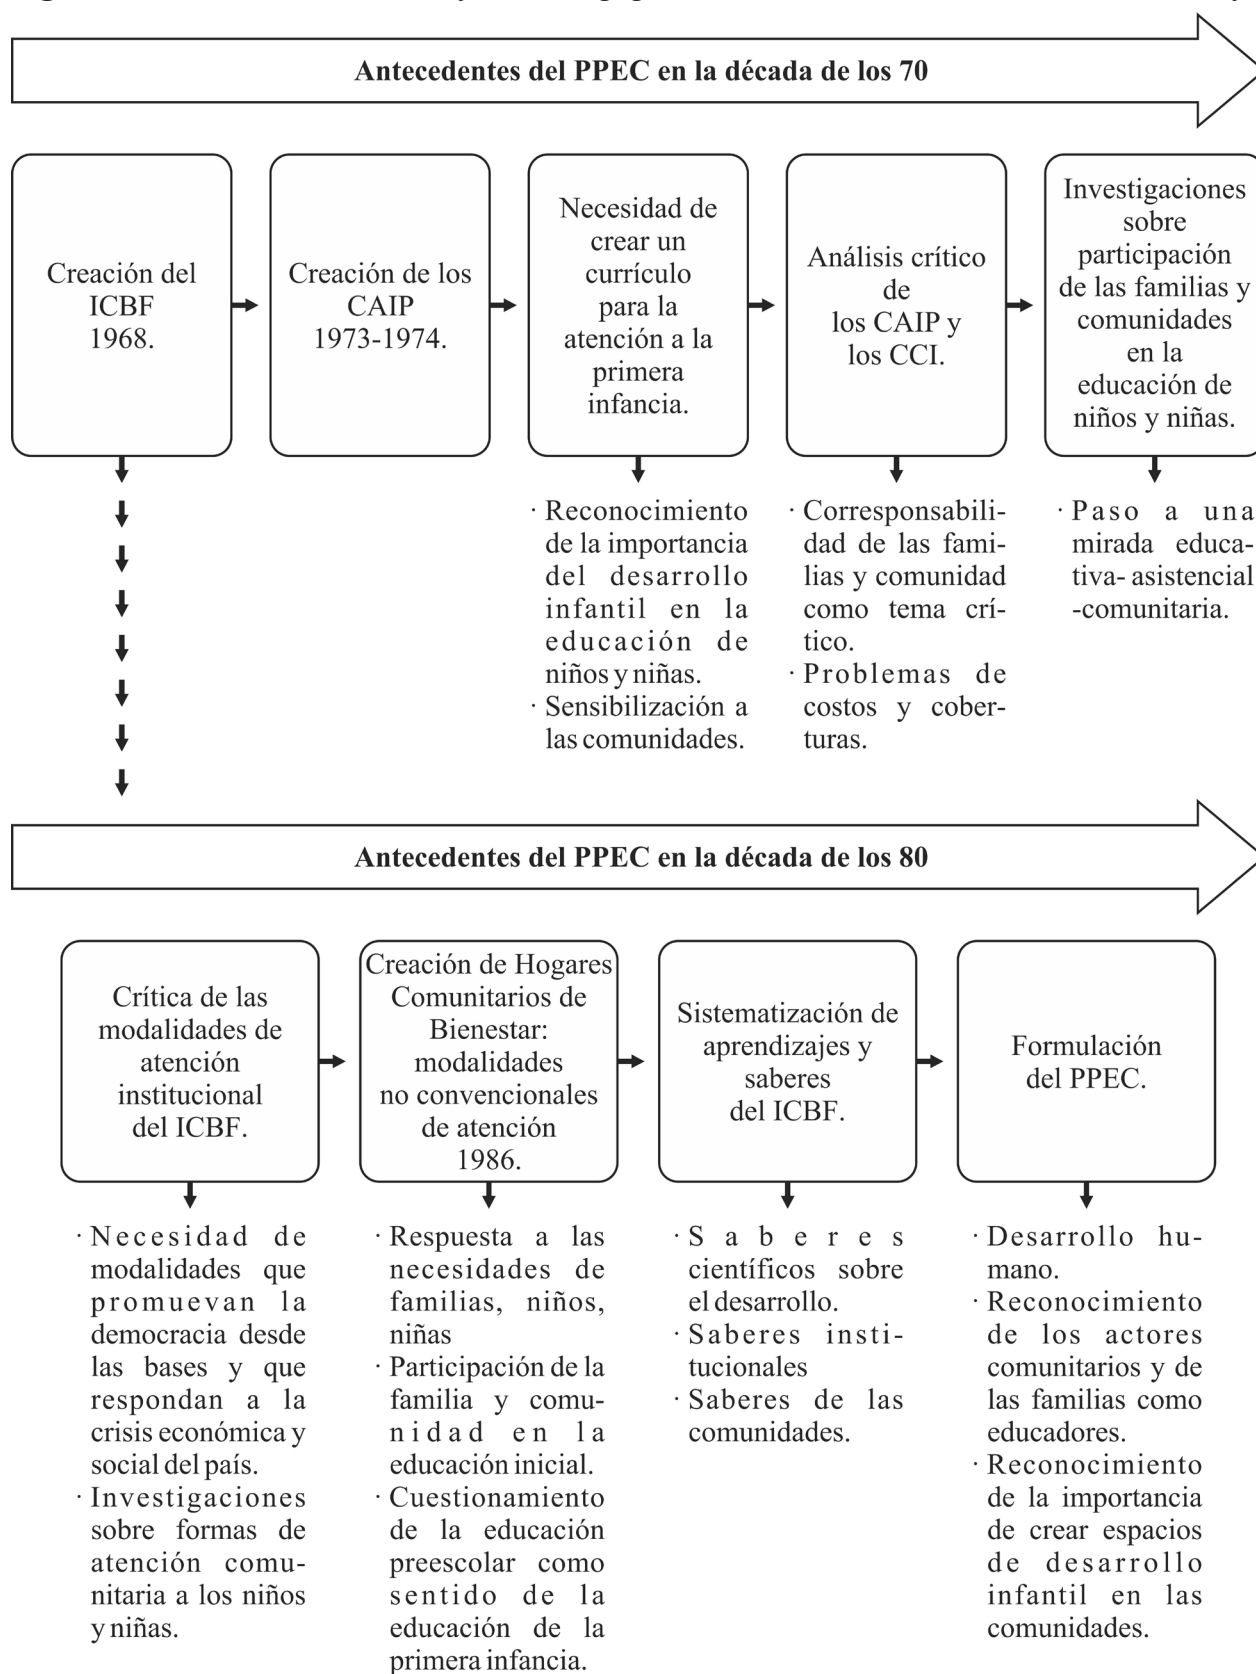 Antecedentes del PPEC en la década de los 70
Creación del
ICBF
1968.
Creación de los
CAIP
1973-1974.
Necesidad de
crear un
currículo
para la
atención a la
primera
infancia.
Análisis crítico
de
los CAIP y
los CCI.
Investigaciones
sobre
participación
de las familias y
comunidades
en la
educación de
niños y niñas.
· Reconocimiento
de la importancia
del desarrollo
infantil en la
educación de
niños y niñas.
· Sensibilización a
las comunidades.
· Corresponsabili-
dad de las fami-
lias y comunidad
como tema crí-
tico.
· Problemas de
costos y cober-
turas.
· Paso a una
mirada educa-
tiva- asistencial
-comunitaria.
Antecedentes del PPEC en la década de los 80
Crítica de las
modalidades de
atención
institucional
del ICBF.
Creación de Hogares
Comunitarios de
Bienestar:
modalidades
no convencionales
de atención
1986.
Sistematización de
aprendizajes y
saberes
del ICBF.
Formulación
del PPEC.
· Necesidad de
modalidades que
promuevan la
democracia desde
las bases y que
respondan a la
crisis económica y
social del país.
· Investigaciones
sobre formas de
atención comu-
nitaria a los niños
y niñas.
· Respuesta a las
necesidades de
familias, niños,
niñas
· Participación de la
familia y comu-
nidad en la
educación inicial.
· Cuestionamiento
de la educación
preescolar como
sentido de la
educación de la
primera infancia.
· Saberes
científicos sobre
el desarrollo.
· Saberes insti-
tucionales
· Saberes de las
comunidades.
· Desarrollo hu-
mano.
· Reconocimiento
de los actores
comunitarios y de
las familias como
educadores.
· Reconocimiento
de la importancia
de crear espacios
de desarrollo
infantil en las
comunidades.